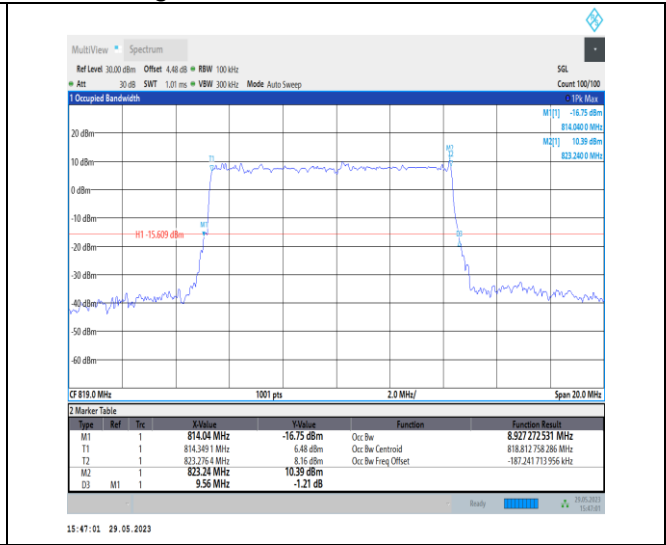 MultiView Spectrum
Ref Level 30.00 dBm Offset 4.48 dB RBW 100 kHz SGL
Att 30 dB SWT 1.01 ms VBW 300 kHz Mode Auto Sweep Count 100/100
1 Occupied Bandwidth 1Pk Max
M1[1] -16.75 dBm
814.040 0 MHz
M2[1] 10.39 dBm
823.240 0 MHz
20 dBm
10 dBm
0 dBm
-10 dBm
-20 dBm
-30 dBm
-40 dBm
-50 dBm
-60 dBm
T1
M1
H1 -15.609 dBm
D3
CF 819.0 MHz 1001 pts 2.0 MHz/ Span 20.0 MHz
2 Marker Table
Type Ref Trc X-Value Y-Value Function Function Result
M1 1 814.04 MHz -16.75 dBm Occ Bw 8.927 272 531 MHz
T1 1 814.349 1 MHz 6.48 dBm Occ Bw Centroid 818.812 758 286 MHz
T2 1 823.276 4 MHz 8.16 dBm Occ Bw Freq Offset -187.241 713 956 kHz
M2 1 823.24 MHz 10.39 dBm
D3 M1 1 9.56 MHz -1.21 dB
Ready 29.05.2023
15:47:01
15:47:01 29.05.2023